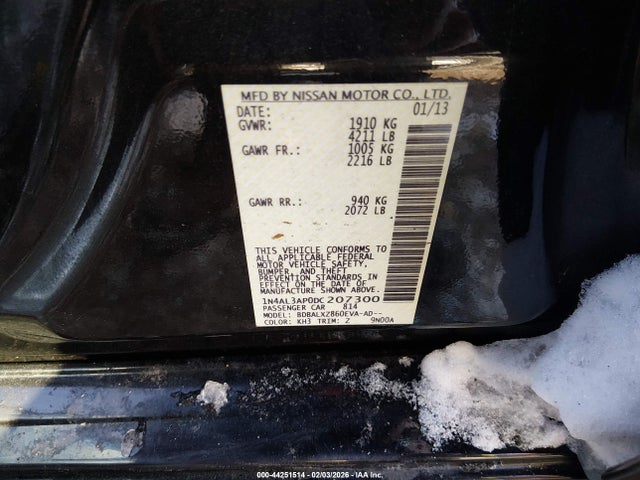 MFD BY NISSAN MOTOR CO., LTD.
DATE: 01/13
GVWR: 1910 KG
4211 LB
GAWR FR.: 1005 KG
2216 LB
GAWR RR.: 940 KG
2072 LB
THIS VEHICLE CONFORMS TO
ALL APPLICABLE FEDERAL
MOTOR VEHICLE SAFETY,
BUMPER, AND THEFT
PREVENTION STANDARDS IN
EFFECT ON THE DATE OF
MANUFACTURE SHOWN ABOVE.
1N4AL3AP0DC207300
PASSENGER CAR 814
MODEL: BDBALXZ860EVA-AD--
COLOR: KH3 TRIM: Z 9N00A
000-44251514 - 02/03/2026 - IAA, Inc.